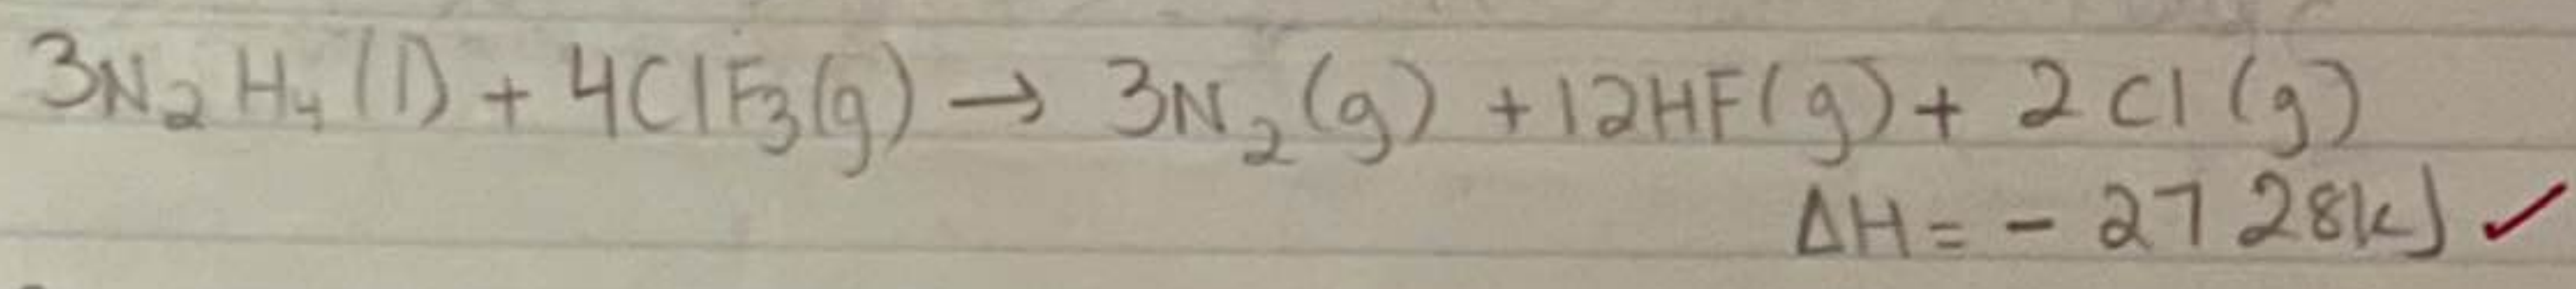 3N₂H₄(l) + 4ClF₃(g) → 3N₂(g) + 12HF(g) + 2Cl(g)
ΔH = - 2728kJ ✓